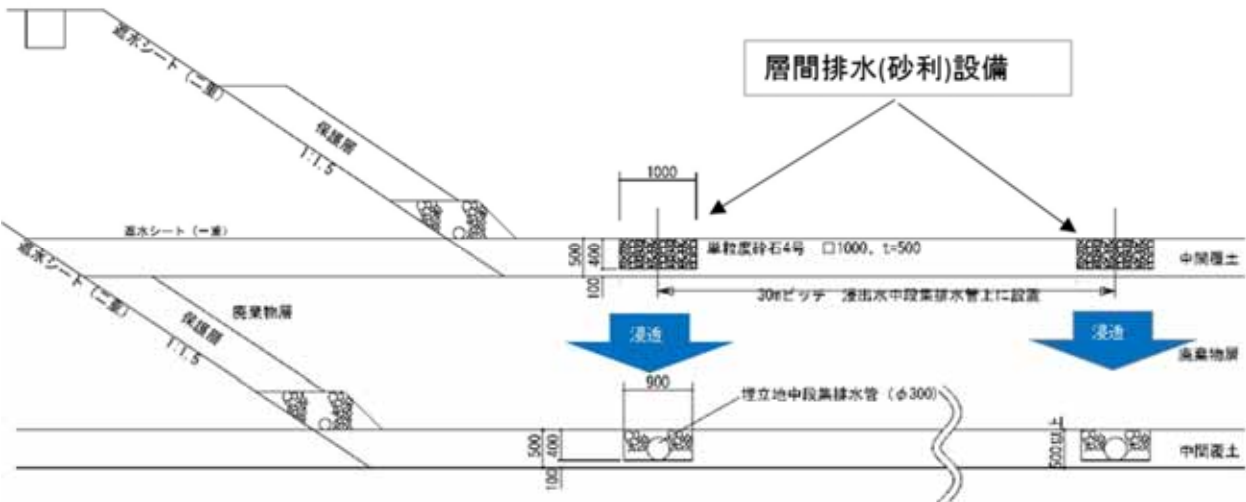 遮水シート (二重)
層間排水(砂利)設備
保護層
1:1.5
1000
遮水シート (一重)
500
400
100
単粒度砕石4号 □1000, t=500
中間覆土
30mピッチ 浸出水中段集排水管上に設置
遮水シート (二重)
廃棄物層
保護層
1:1.5
浸透
浸透
廃棄物層
900
埋立地中段集排水管 (φ300)
500
400
100
500以上
中間覆土